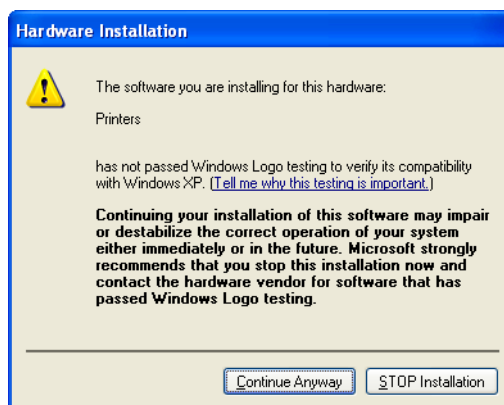 Hardware Installation
The software you are installing for this hardware:
Printers
has not passed Windows Logo testing to verify its compatibility
with Windows XP. (Tell me why this testing is important.)
Continuing your installation of this software may impair
or destabilize the correct operation of your system
either immediately or in the future. Microsoft strongly
recommends that you stop this installation now and
contact the hardware vendor for software that has
passed Windows Logo testing.
Continue Anyway STOP Installation